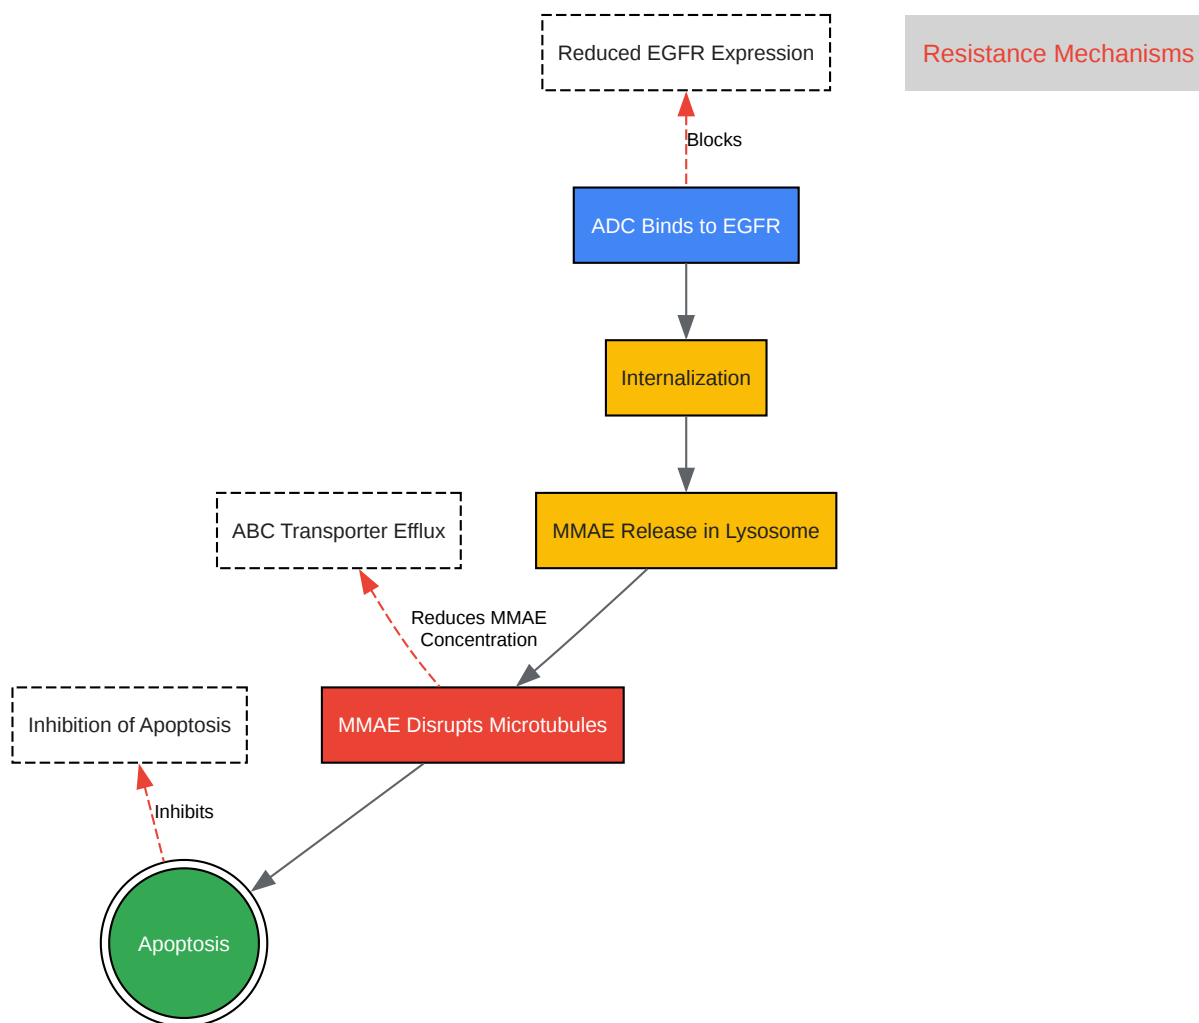 Reduced EGFR Expression
Resistance Mechanisms
Blocks
ADC Binds to EGFR
Internalization
ABC Transporter Efflux
MMAE Release in Lysosome
Reduces MMAE
Concentration
Inhibition of Apoptosis
MMAE Disrupts Microtubules
Inhibits
Apoptosis